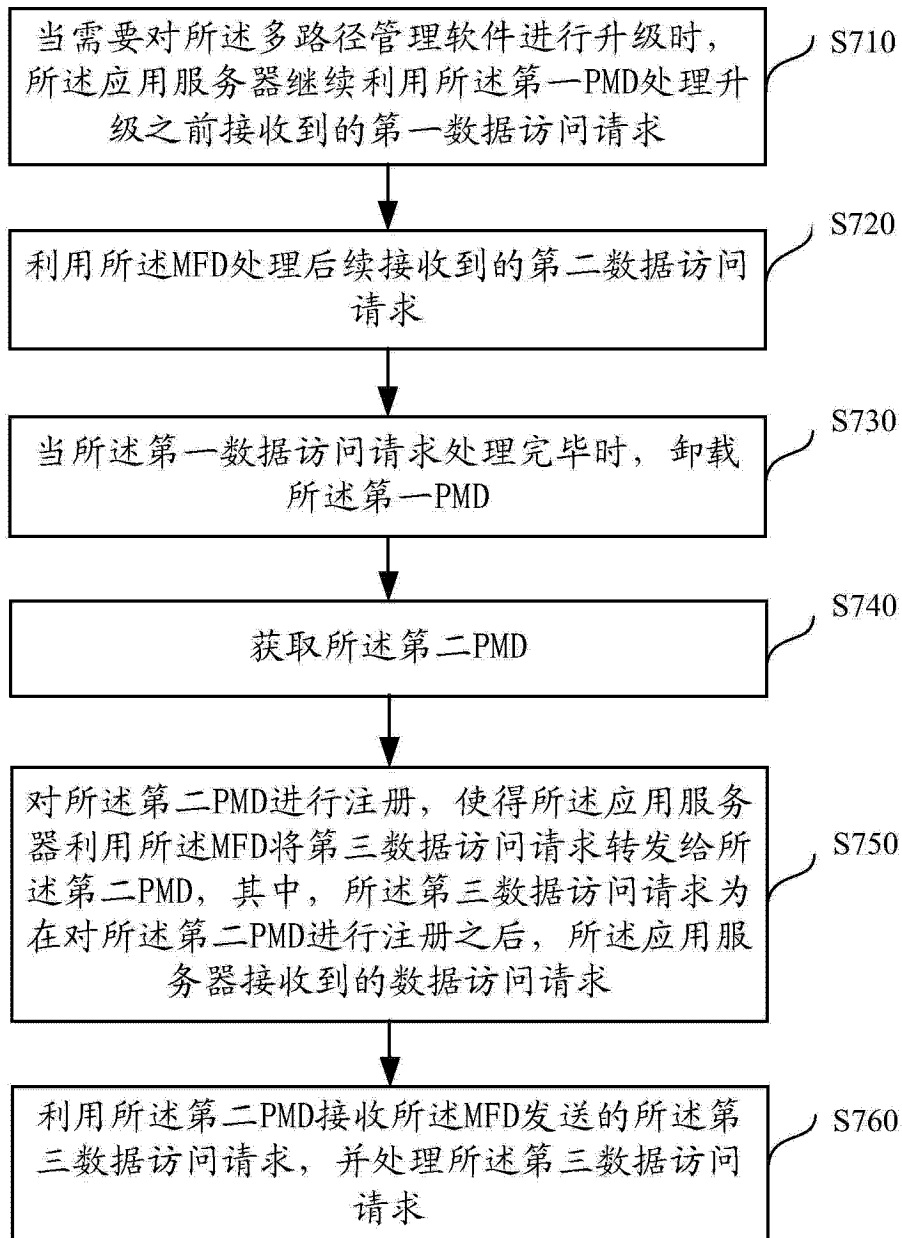 当需要对所述多路径管理软件进行升级时，
所述应用服务器继续利用所述第一PMD处理升
级之前接收到的第一数据访问请求
S710
利用所述MFD处理后续接收到的第二数据访问
请求
S720
当所述第一数据访问请求处理完毕时，卸载
所述第一PMD
S730
获取所述第二PMD
S740
对所述第二PMD进行注册，使得所述应用服务
器利用所述MFD将第三数据访问请求转发给所
述第二PMD，其中，所述第三数据访问请求为
在对所述第二PMD进行注册之后，所述应用服
务器接收到的数据访问请求
S750
利用所述第二PMD接收所述MFD发送的所述第
三数据访问请求，并处理所述第三数据访问
请求
S760